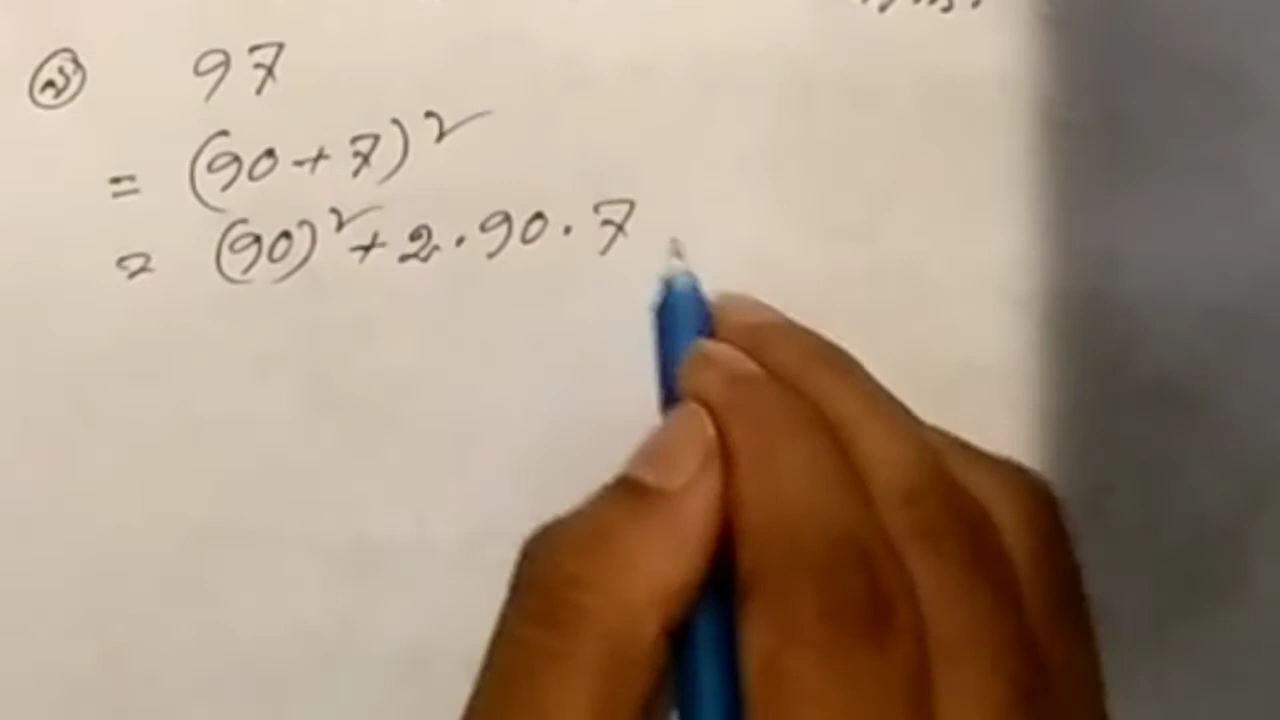 97
= (90+7)²
= (90)²+2.90.7